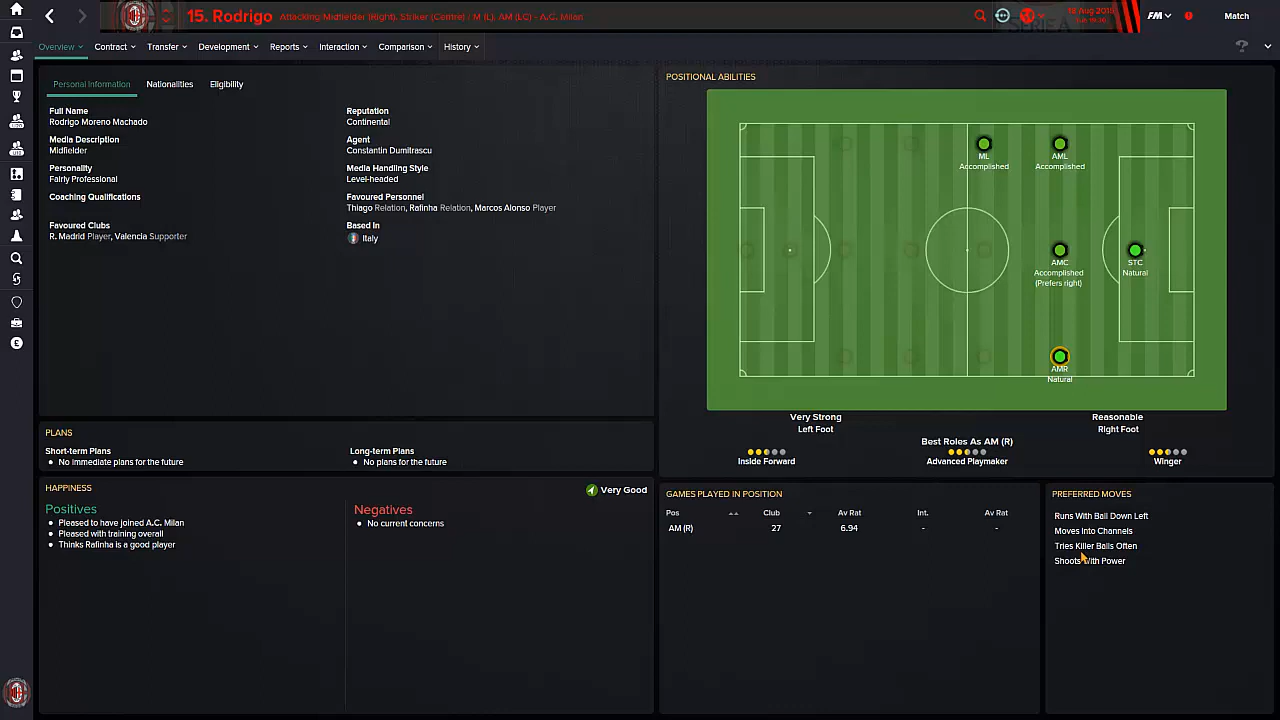 15. Rodrigo
Attacking Midfielder (Right), Striker (Centre) / M (L), AM (LC) - A.C. Milan
FM
Match
Overview
Contract
Transfer
Development
Reports
Interaction
Comparison
History
Personal Information
Nationalities
Eligibility
Full Name
Rodrigo Moreno Machado
Media Description
Midfielder
Personality
Fairly Professional
Coaching Qualifications
Favoured Clubs
R. Madrid Player, Valencia Supporter
Reputation
Continental
Agent
Constantin Dumitrascu
Media Handling Style
Level-headed
Favoured Personnel
Thiago Relation, Rafinha Relation, Marcos Alonso Player
Based In
Italy
PLANS
Short-term Plans
No immediate plans for the future
Long-term Plans
No plans for the future
HAPPINESS
Very Good
Positives
Pleased to have joined A.C. Milan
Pleased with training overall
Thinks Rafinha is a good player
Negatives
No current concerns
POSITIONAL ABILITIES
ML
Accomplished
AML
Accomplished
AMC
Accomplished
(Prefers right)
STC
Natural
AMR
Natural
Very Strong
Left Foot
Reasonable
Right Foot
Best Roles As AM (R)
Inside Forward
Advanced Playmaker
Winger
GAMES PLAYED IN POSITION
Pos Club Av Rat Int. Av Rat
AM (R) 27 6.94 - -
PREFERRED MOVES
Runs With Ball Down Left
Moves Into Channels
Tries Killer Balls Often
Shoots With Power